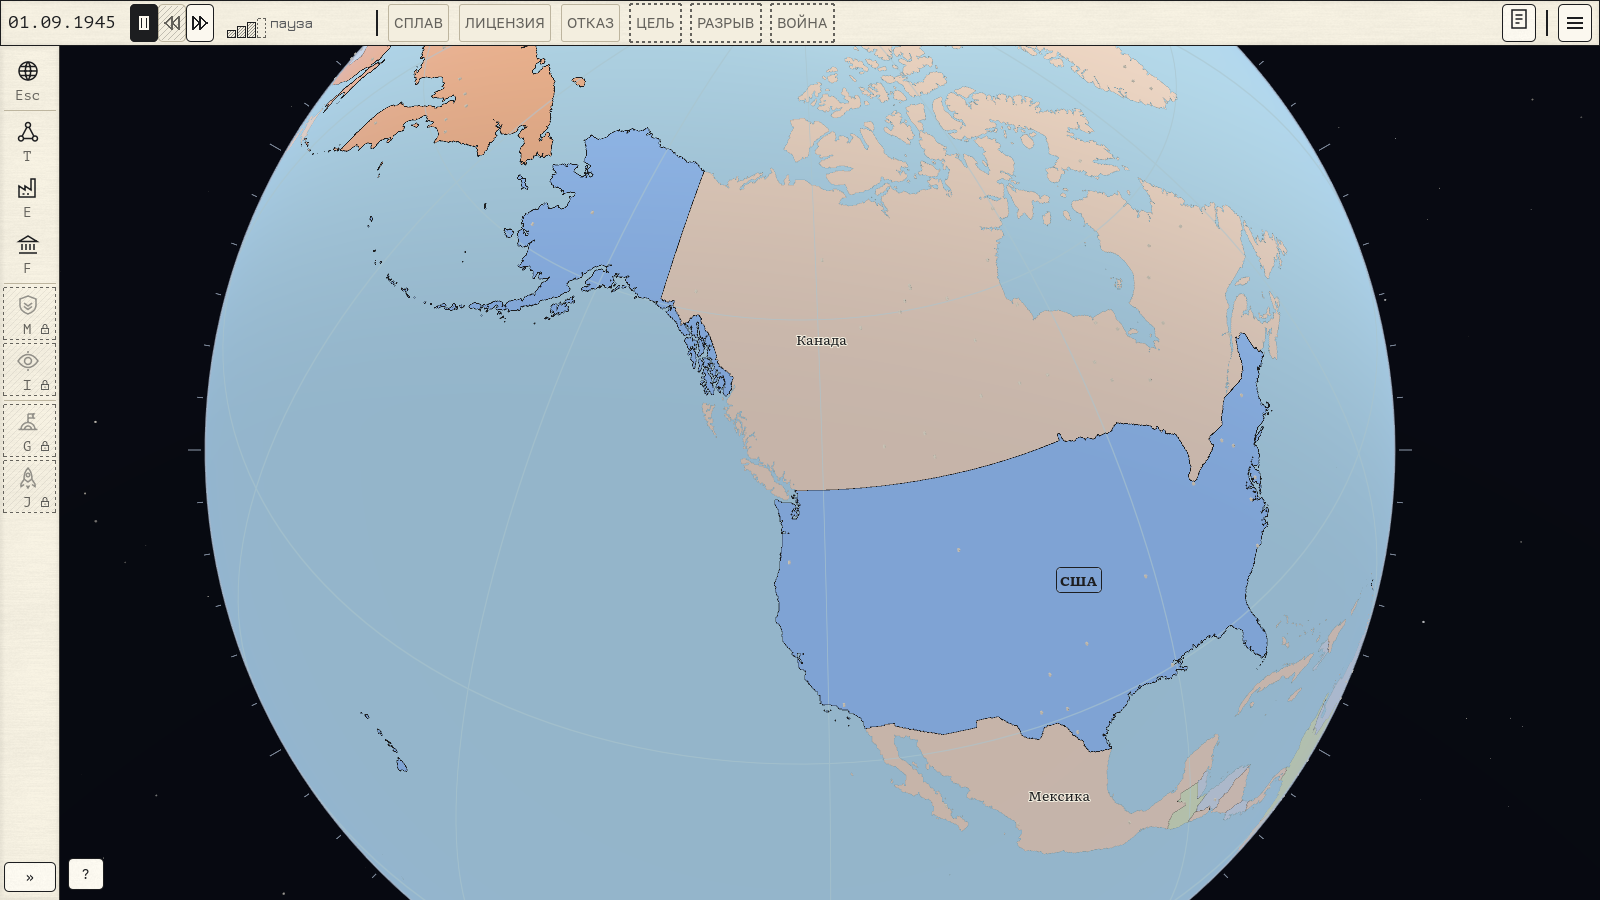 01.09.1945 пауза СПЛАВ ЛИЦЕНЗИЯ ОТКАЗ ЦЕЛЬ РАЗРЫВ ВОЙНА
Esc
T
E
F
M
I
G
J
Канада
США
Мексика
»
?